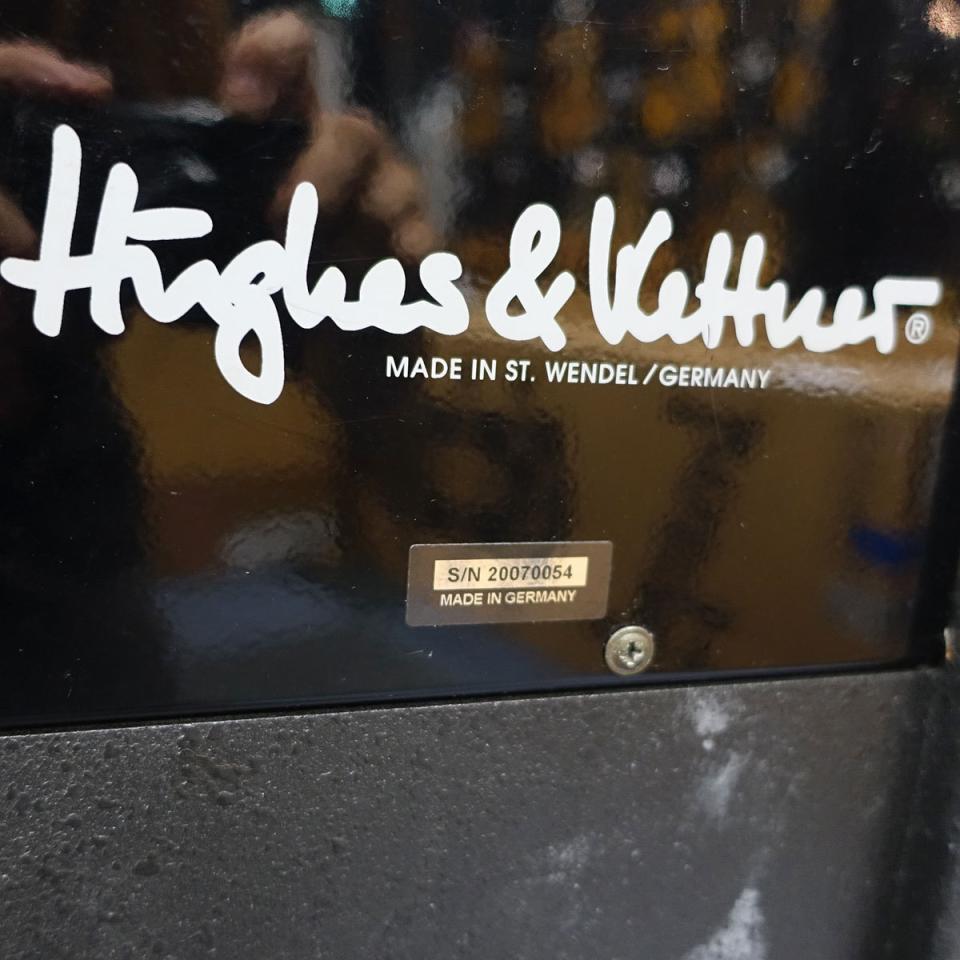 Hughes & Kettner®
MADE IN ST. WENDEL/GERMANY
S/N 20070054
MADE IN GERMANY